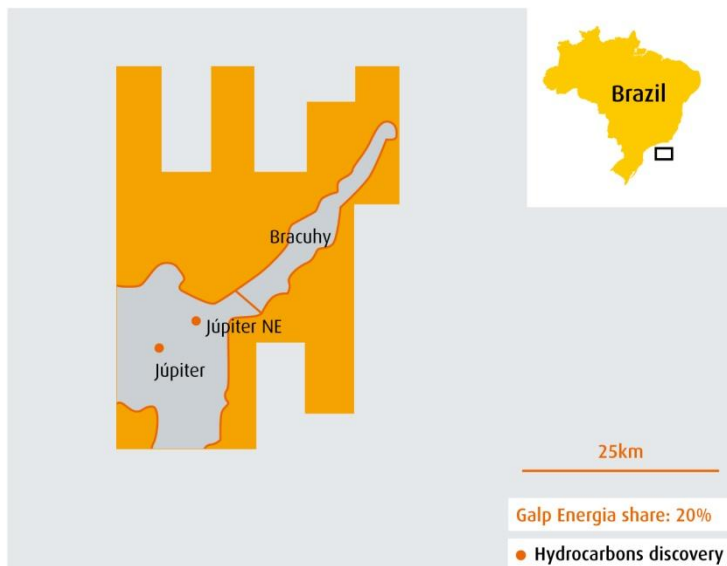 Brazil
Bracuhy
Júpiter NE
Júpiter
25km
Galp Energia share: 20%
Hydrocarbons discovery